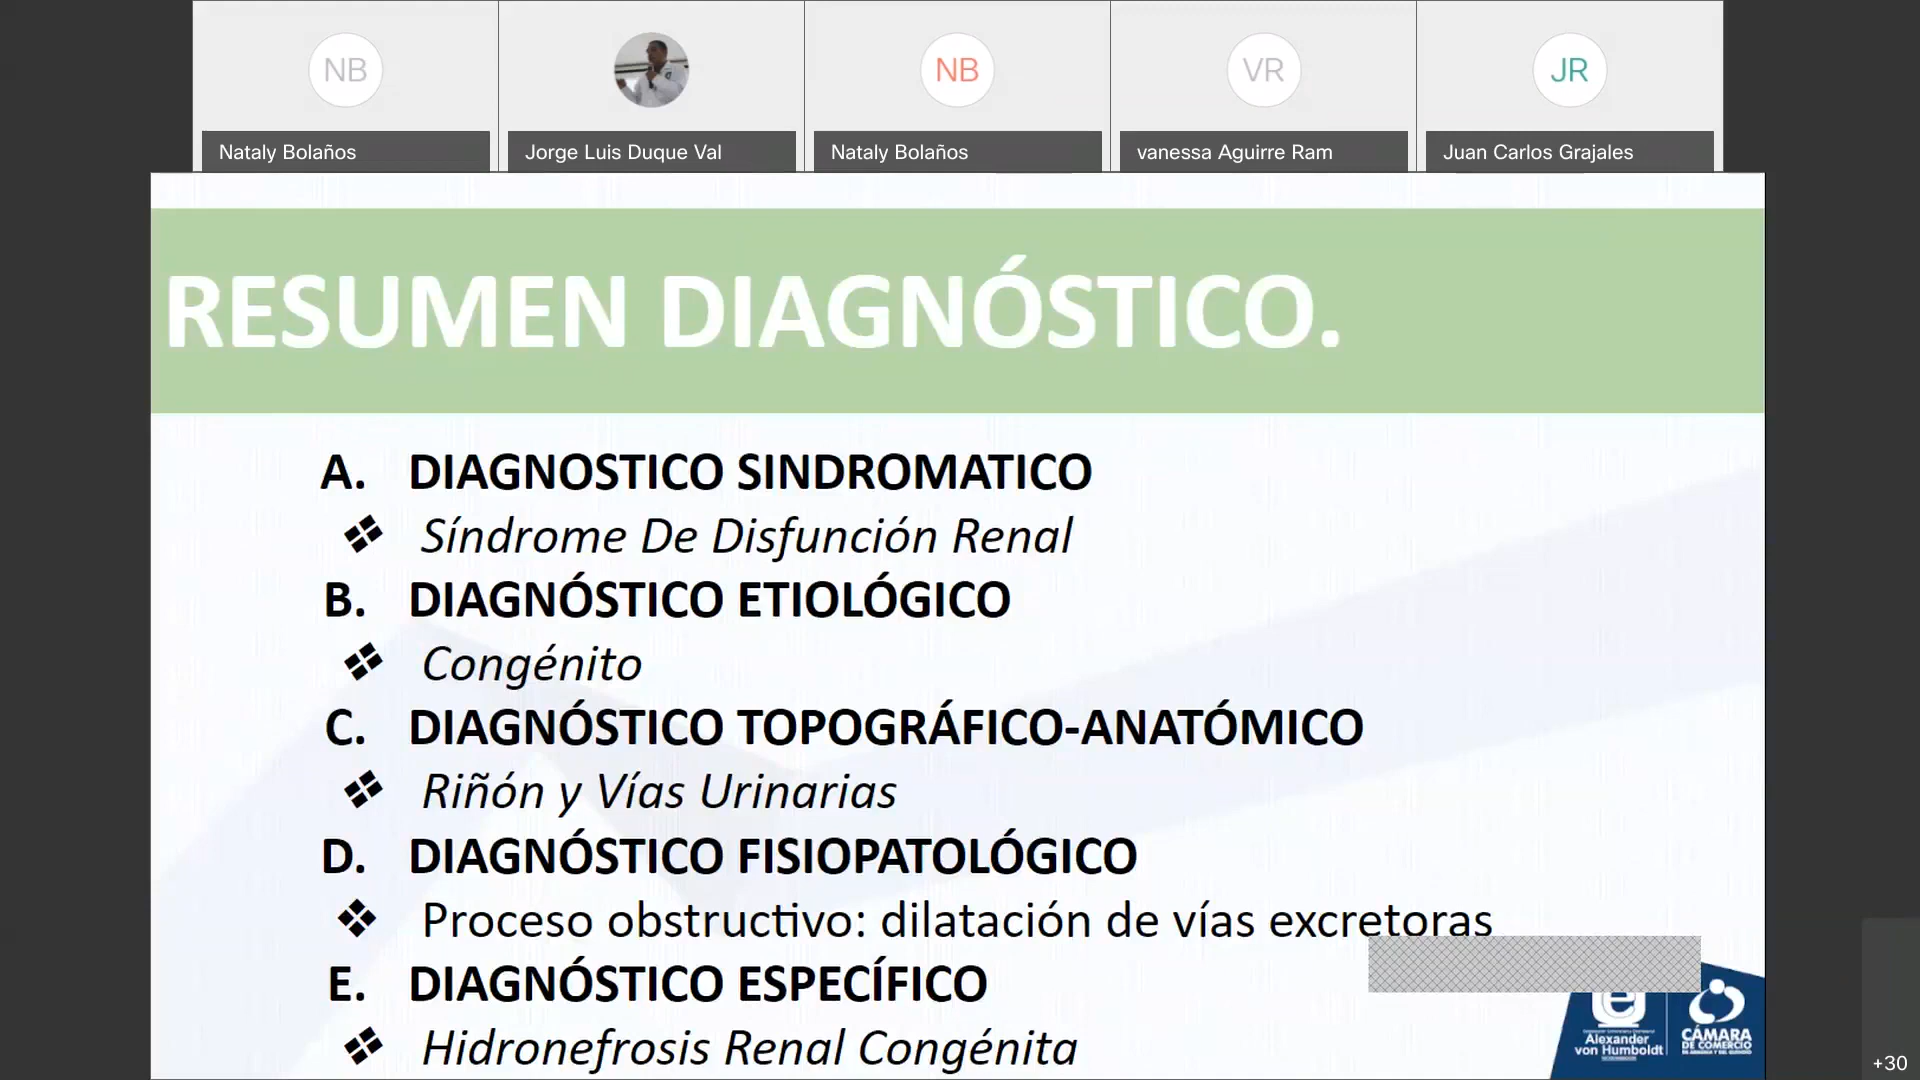 NB
NB
VR
JR
Nataly Bolaños
Jorge Luis Duque Val
Nataly Bolaños
vanessa Aguirre Ram
Juan Carlos Grajales
RESUMEN DIAGNÓSTICO.
A. DIAGNOSTICO SINDROMATICO
❖ Síndrome De Disfunción Renal
B. DIAGNÓSTICO ETIOLÓGICO
❖ Congénito
C. DIAGNÓSTICO TOPOGRÁFICO-ANATÓMICO
❖ Riñón y Vías Urinarias
D. DIAGNÓSTICO FISIOPATOLÓGICO
❖ Proceso obstructivo: dilatación de vías excretoras
E. DIAGNÓSTICO ESPECÍFICO
❖ Hidronefrosis Renal Congénita
Alexander
von Humboldt
CÁMARA
DE COMERCIO
+30